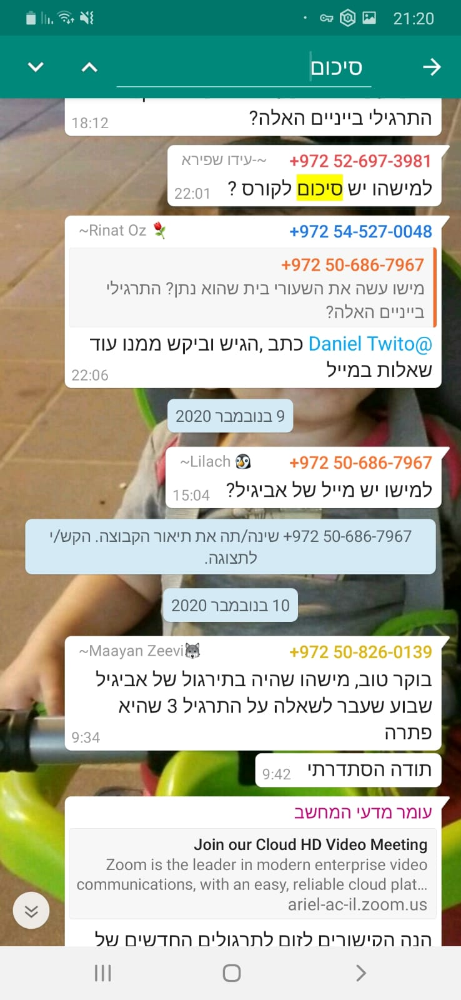 21:20
סיכום
התרגילי בייניים האלה?
18:12
+972 52-697-3981 ~-עידו שפירא
למישהו יש סיכום לקורס ?
22:01
+972 54-527-0048 ~Rinat Oz
+972 50-686-7967
מישו עשה את השעורי בית שהוא נתן? התרגילי
בייניים האלה?
@Daniel Twito כתב ,הגיש וביקש ממנו עוד
שאלות במייל
22:06
9 בנובמבר 2020
+972 50-686-7967 ~Lilach
למישו יש מייל של אביגיל?
15:04
+972 50-686-7967 שינה/תה את תיאור הקבוצה. הקש/י
לתצוגה.
10 בנובמבר 2020
+972 50-826-0139 ~Maayan Zeevi
בוקר טוב, מישהו שהיה בתירגול של אביגיל
שבוע שעבר לשאלה על התרגיל 3 שהיא
פתרה
9:34
תודה הסתדרתי
9:42
עומר מדעי המחשב
Join our Cloud HD Video Meeting
Zoom is the leader in modern enterprise video
communications, with an easy, reliable cloud plat...
ariel-ac-il.zoom.us
הנה הקישורים לזום לתרגולים החדשים של